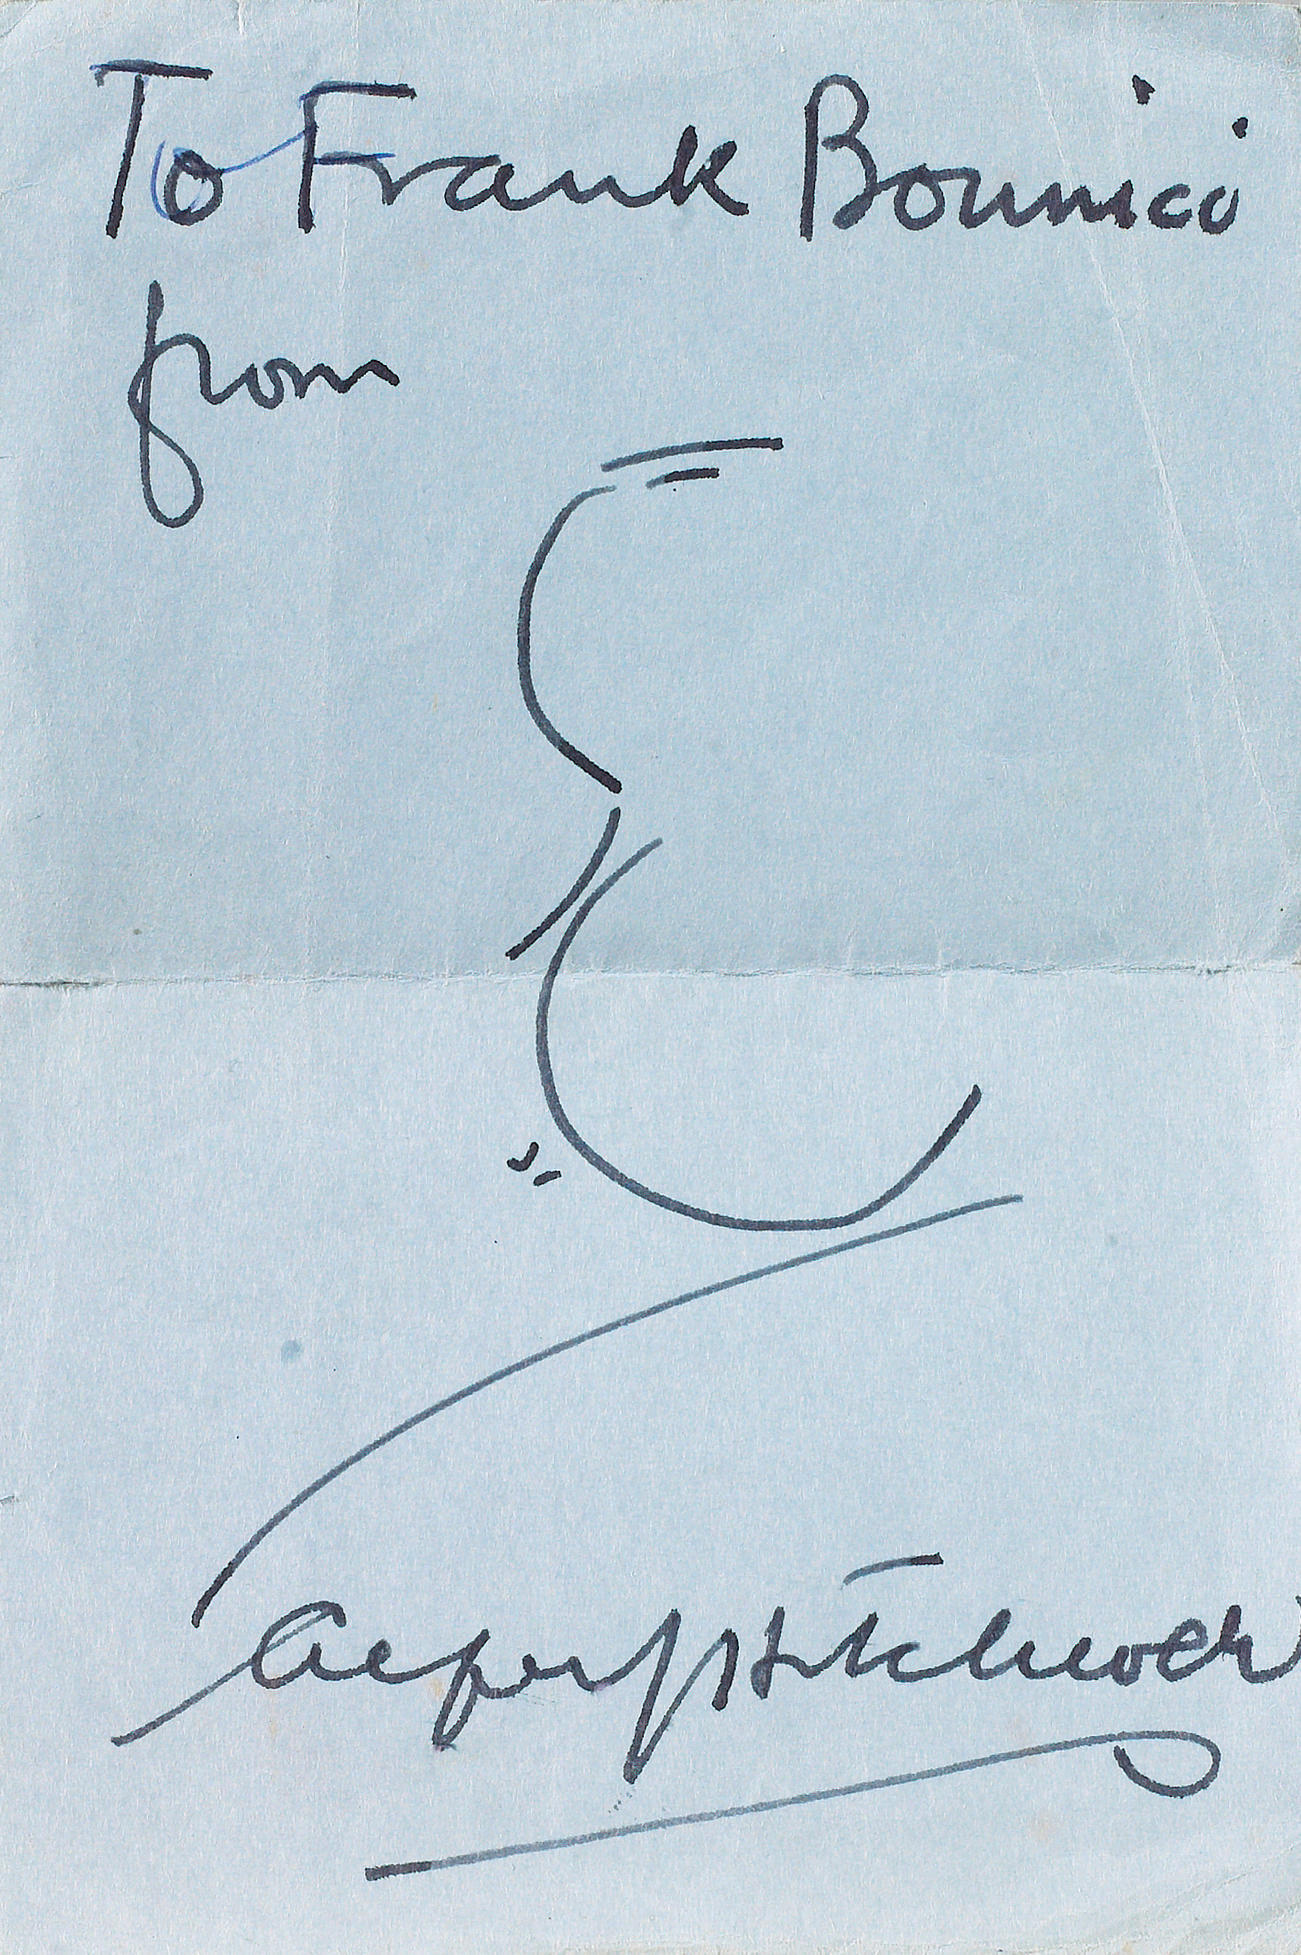 To Frank Bonnici
from
Alfred Hitchcock